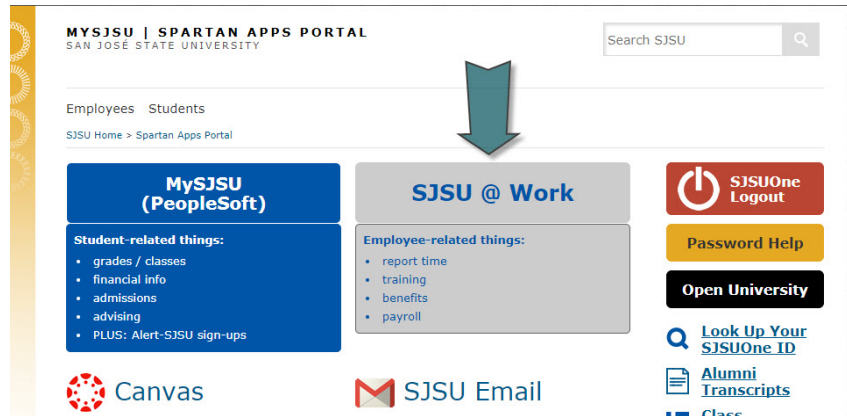 MYSJSU | SPARTAN APPS PORTAL
SAN JOSÉ STATE UNIVERSITY
Search SJSU
Employees Students
SJSU Home > Spartan Apps Portal
MySJSU
(PeopleSoft)
Student-related things:
• grades / classes
• financial info
• admissions
• advising
• PLUS: Alert-SJSU sign-ups
SJSU @ Work
Employee-related things:
• report time
• training
• benefits
• payroll
SJSUOne
Logout
Password Help
Open University
Look Up Your
SJSUOne ID
Alumni
Transcripts
Class
Canvas
SJSU Email